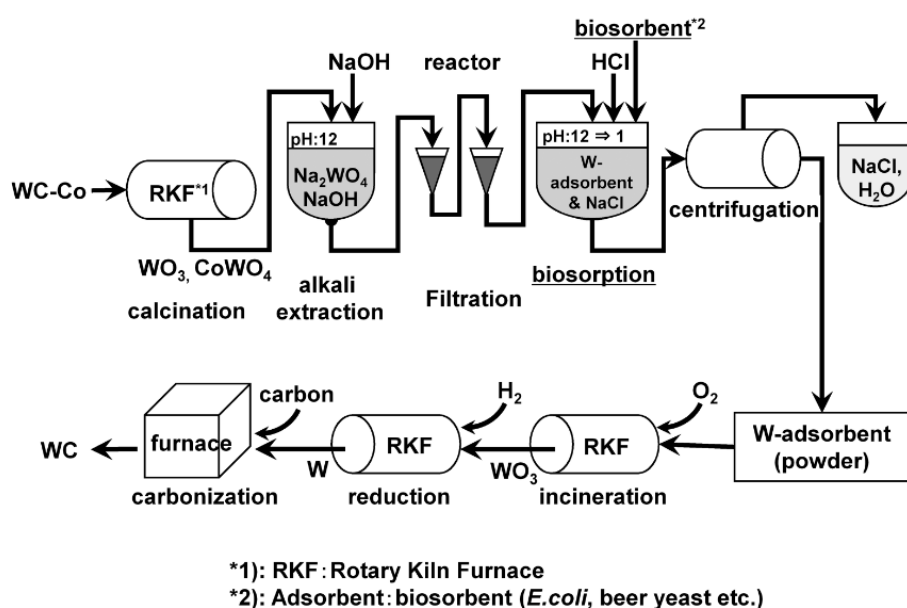 biosorbent*2
NaOH
reactor
HCl
pH:12
Na2WO4
NaOH
pH:12 ⇒ 1
W-
adsorbent
& NaCl
NaCl,
H2O
WC-Co
RKF*1
centrifugation
WO3, CoWO4
calcination
alkali
extraction
Filtration
biosorption
carbon
H2
O2
WC
furnace
W
RKF
WO3
RKF
W-adsorbent
(powder)
carbonization
reduction
incineration
*1): RKF:Rotary Kiln Furnace
*2): Adsorbent:biosorbent (E.coli, beer yeast etc.)